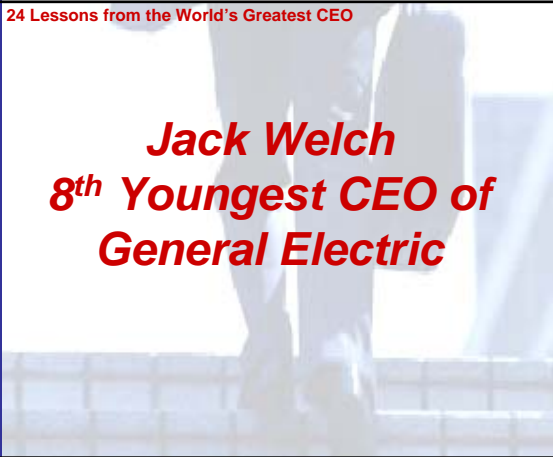 24 Lessons from the World's Greatest CEO
Jack Welch
8th Youngest CEO of
General Electric